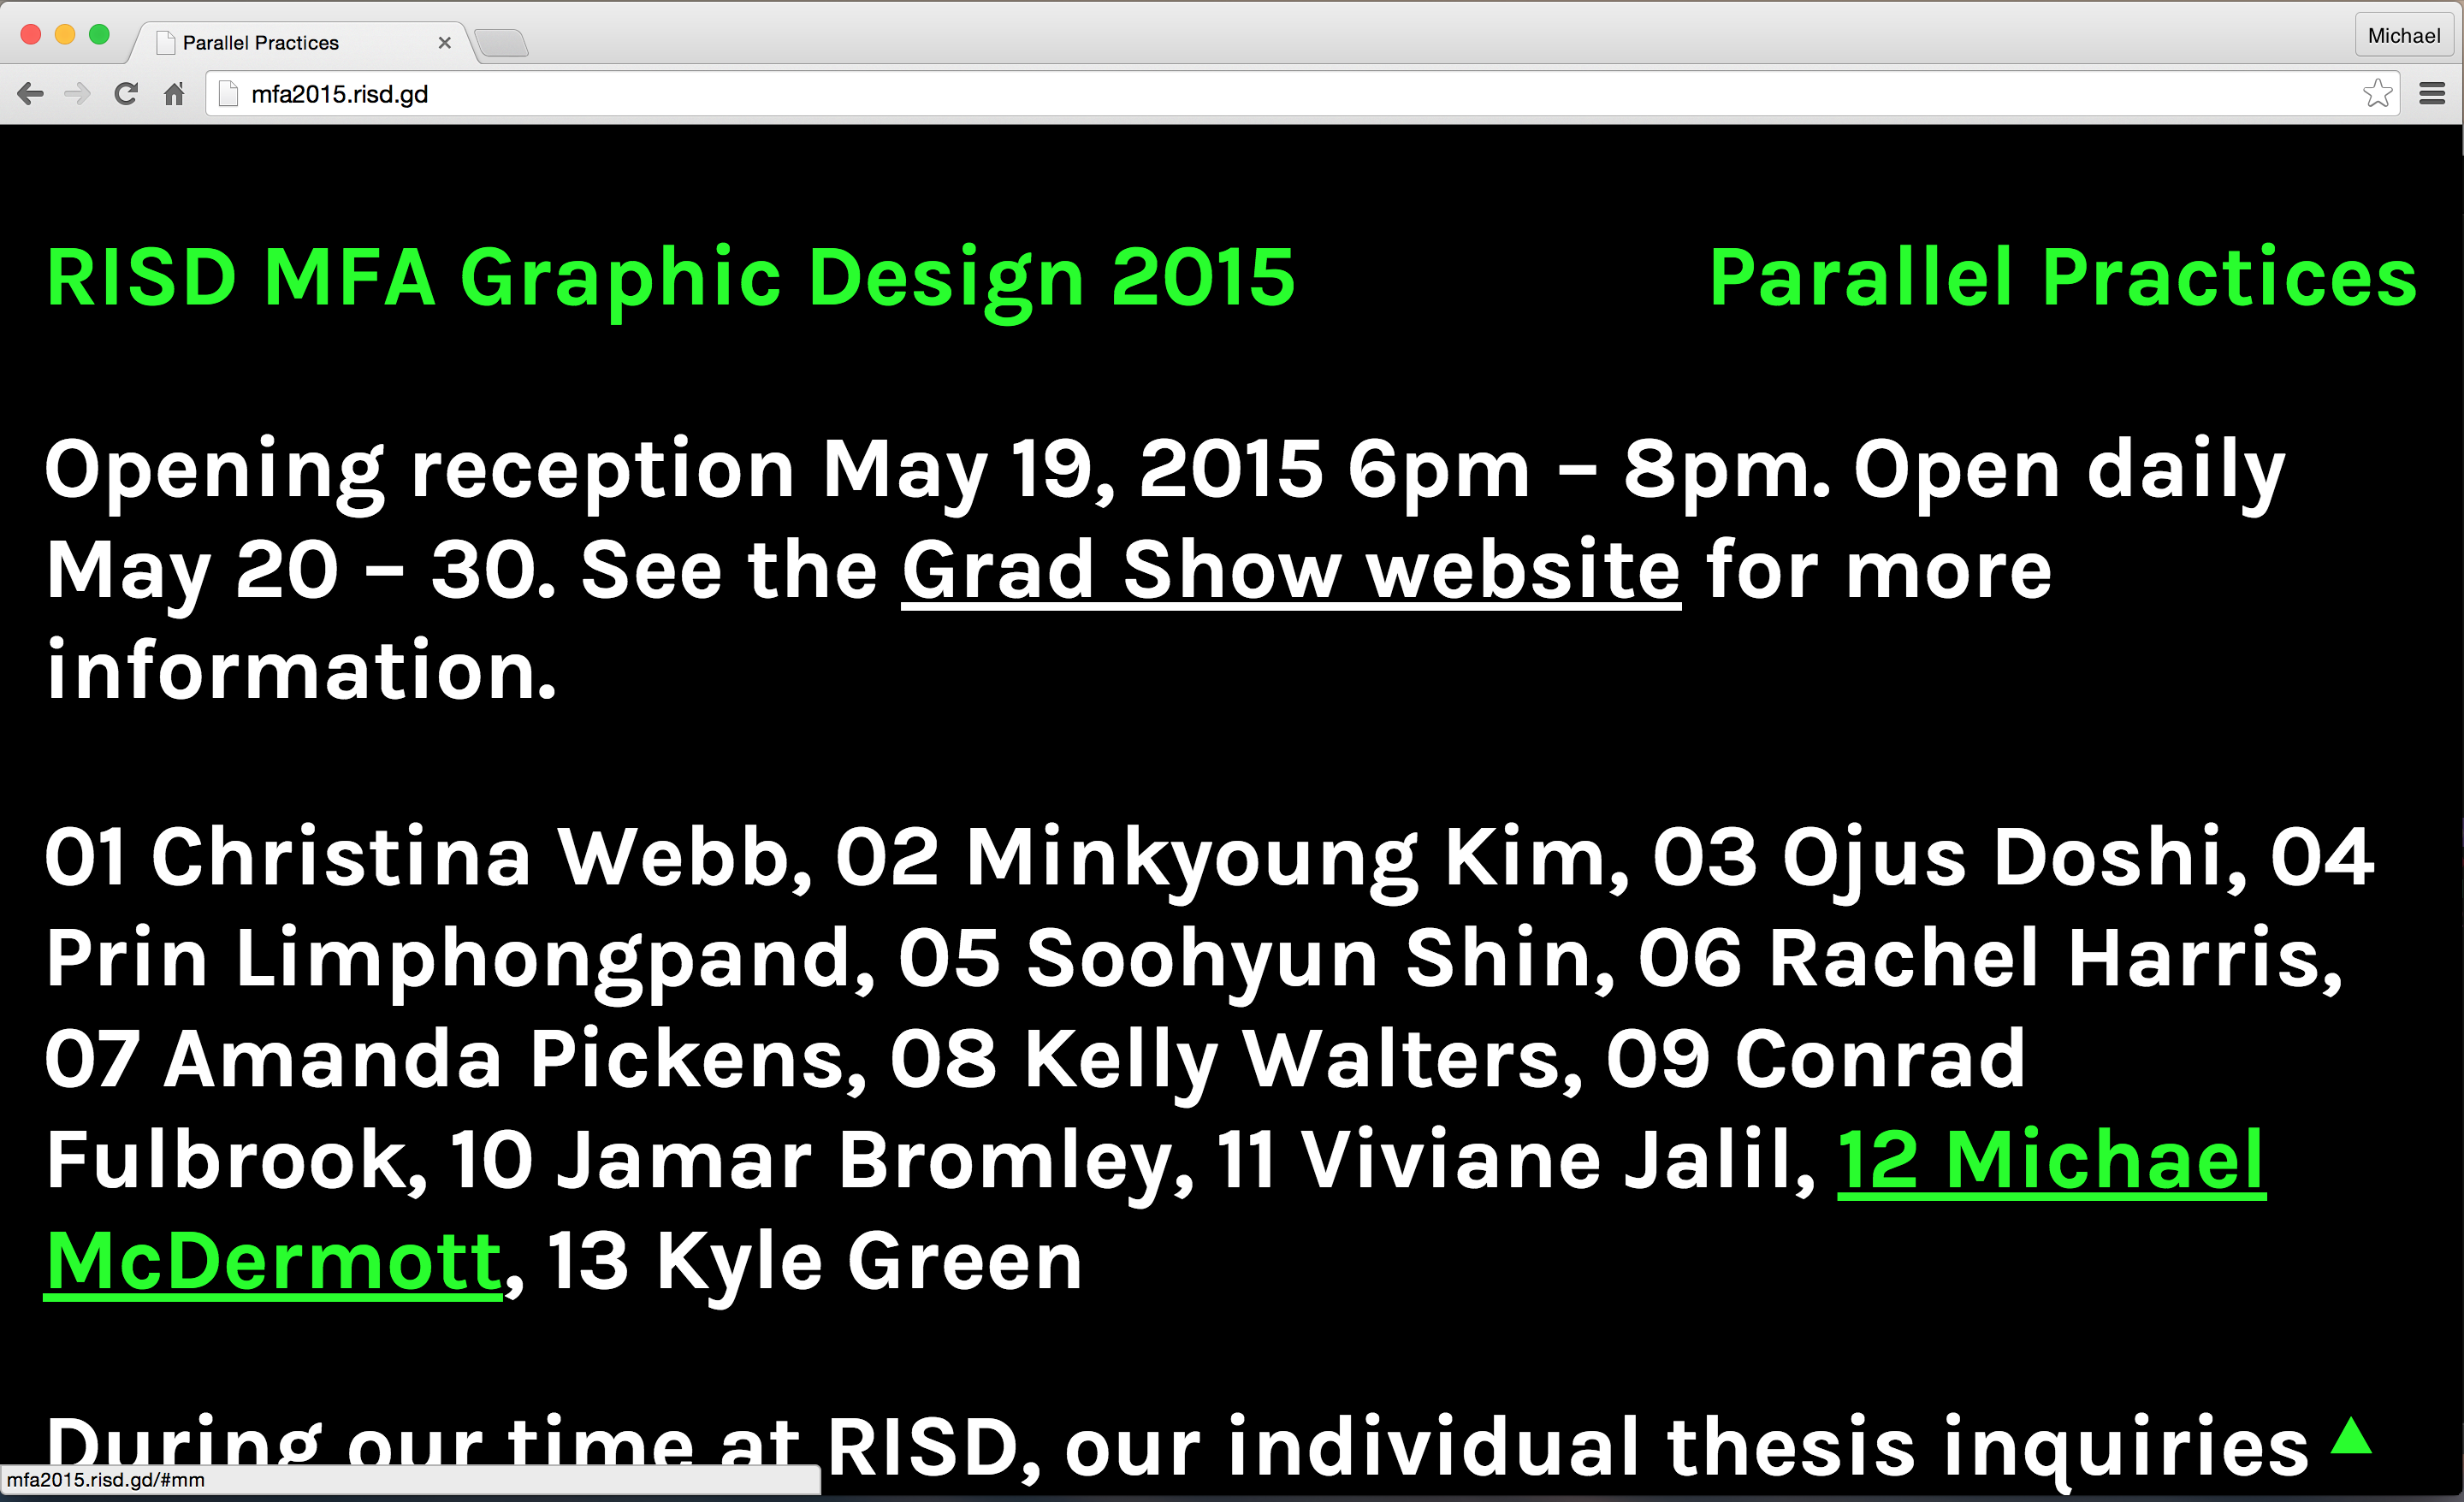 Parallel Practices
Michael
mfa2015.risd.gd
RISD MFA Graphic Design 2015
Parallel Practices
Opening reception May 19, 2015 6pm – 8pm. Open daily
May 20 – 30. See the Grad Show website for more
information.
01 Christina Webb, 02 Minkyoung Kim, 03 Ojus Doshi, 04
Prin Limphongpand, 05 Soohyun Shin, 06 Rachel Harris,
07 Amanda Pickens, 08 Kelly Walters, 09 Conrad
Fulbrook, 10 Jamar Bromley, 11 Viviane Jalil, 12 Michael
McDermott, 13 Kyle Green
During our time at RISD, our individual thesis inquiries
mfa2015.risd.gd/#mm